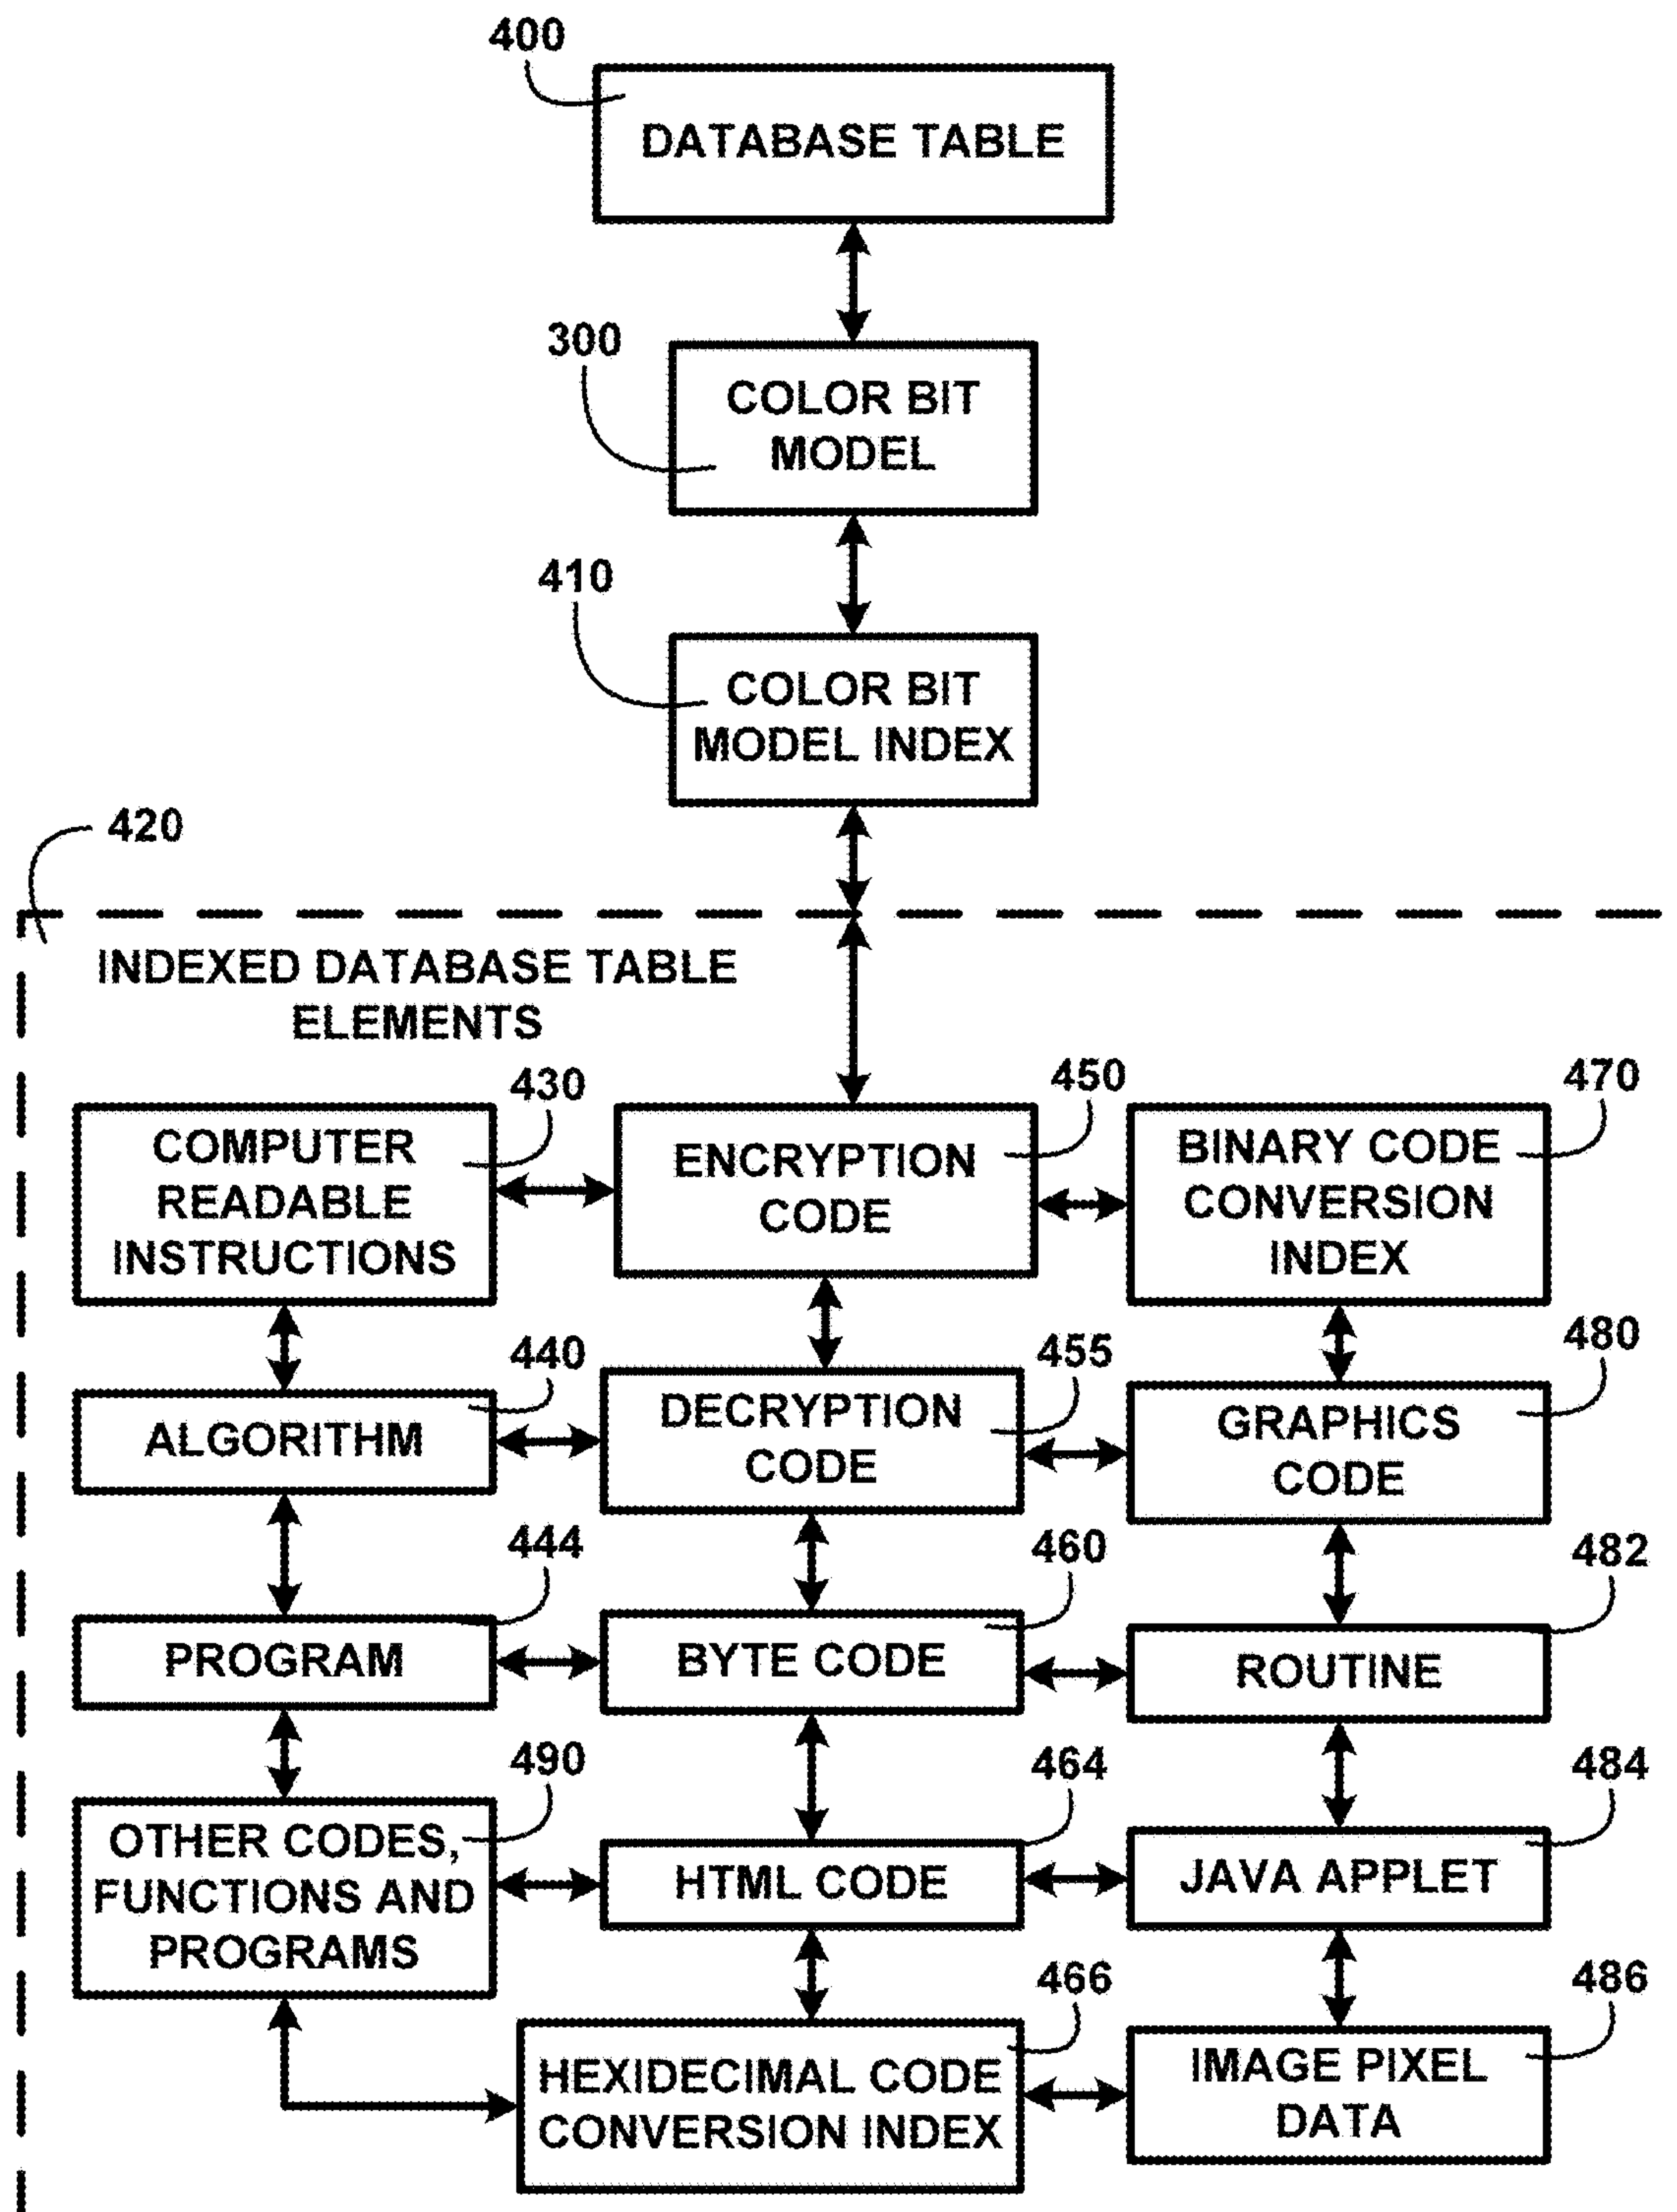 400
DATABASE TABLE
300
COLOR BIT
MODEL
410
COLOR BIT
MODEL INDEX
420
INDEXED DATABASE TABLE
ELEMENTS
430
COMPUTER
READABLE
INSTRUCTIONS
450
ENCRYPTION
CODE
470
BINARY CODE
CONVERSION
INDEX
440
ALGORITHM
455
DECRYPTION
CODE
480
GRAPHICS
CODE
444
PROGRAM
460
BYTE CODE
482
ROUTINE
490
OTHER CODES,
FUNCTIONS AND
PROGRAMS
464
HTML CODE
484
JAVA APPLET
466
HEXIDECIMAL CODE
CONVERSION INDEX
486
IMAGE PIXEL
DATA